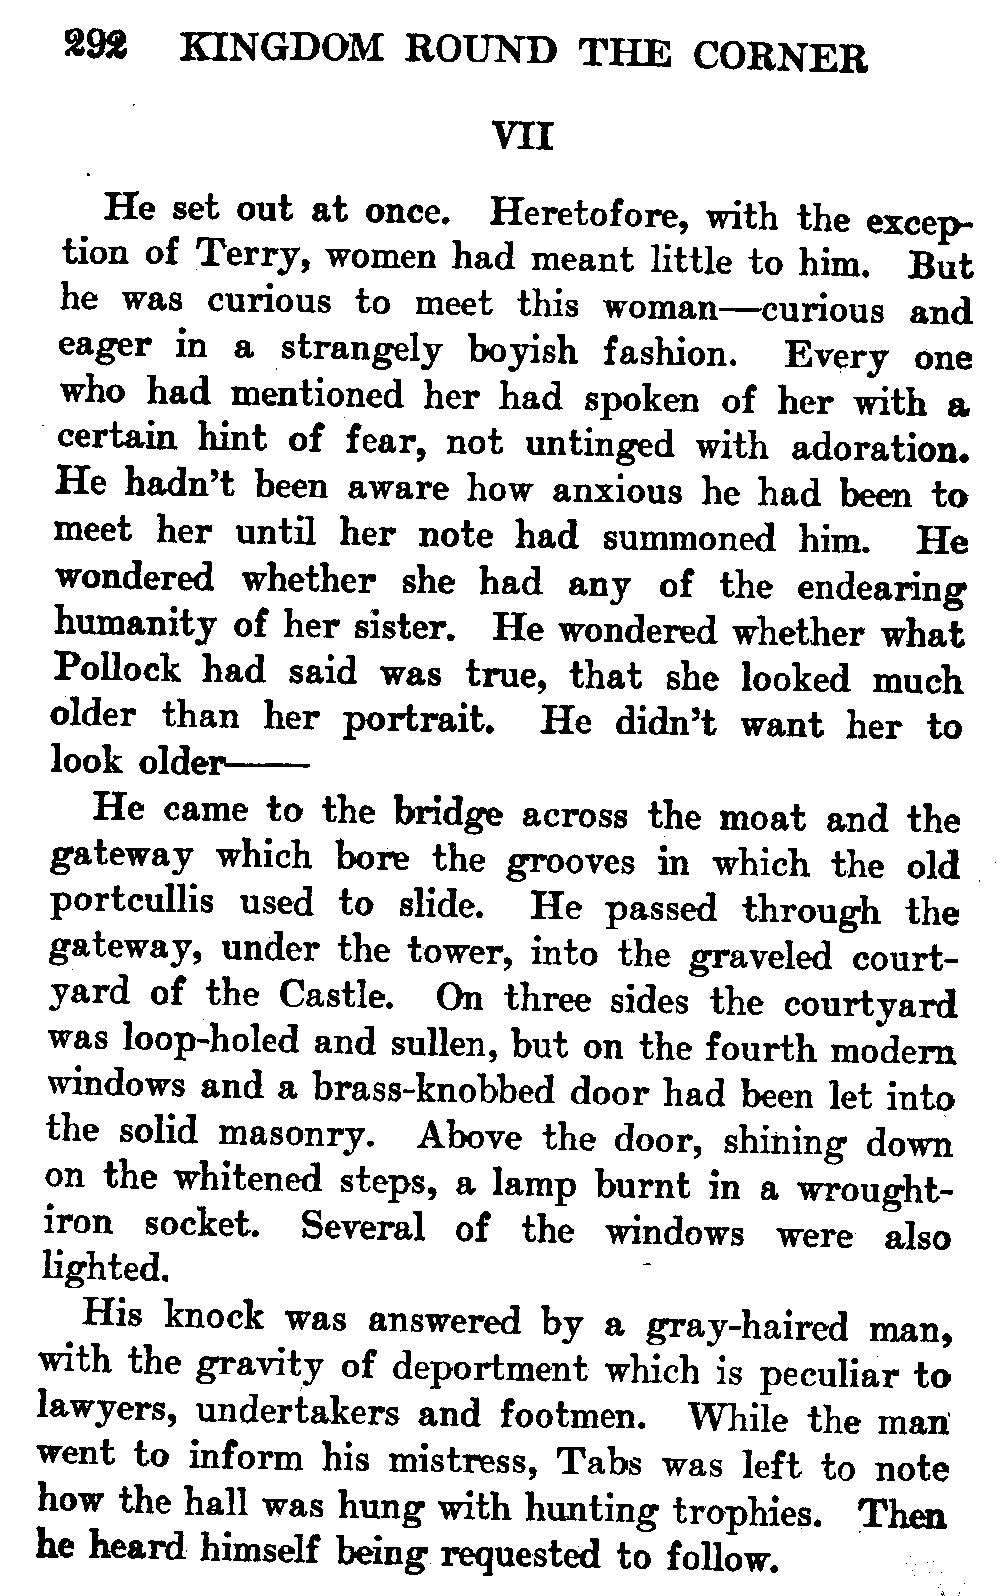 292 KINGDOM ROUND THE CORNER
VII
He set out at once. Heretofore, with the excep-
tion of Terry, women had meant little to him. But
he was curious to meet this woman—curious and
eager in a strangely boyish fashion. Every one
who had mentioned her had spoken of her with a
certain hint of fear, not untinged with adoration.
He hadn't been aware how anxious he had been to
meet her until her note had summoned him. He
wondered whether she had any of the endearing
humanity of her sister. He wondered whether what
Pollock had said was true, that she looked much
older than her portrait. He didn't want her to
look older——
He came to the bridge across the moat and the
gateway which bore the grooves in which the old
portcullis used to slide. He passed through the
gateway, under the tower, into the graveled court-
yard of the Castle. On three sides the courtyard
was loop-holed and sullen, but on the fourth modern
windows and a brass-knobbed door had been let into
the solid masonry. Above the door, shining down
on the whitened steps, a lamp burnt in a wrought-
iron socket. Several of the windows were also
lighted.
His knock was answered by a gray-haired man,
with the gravity of deportment which is peculiar to
lawyers, undertakers and footmen. While the man
went to inform his mistress, Tabs was left to note
how the hall was hung with hunting trophies. Then
he heard himself being requested to follow.